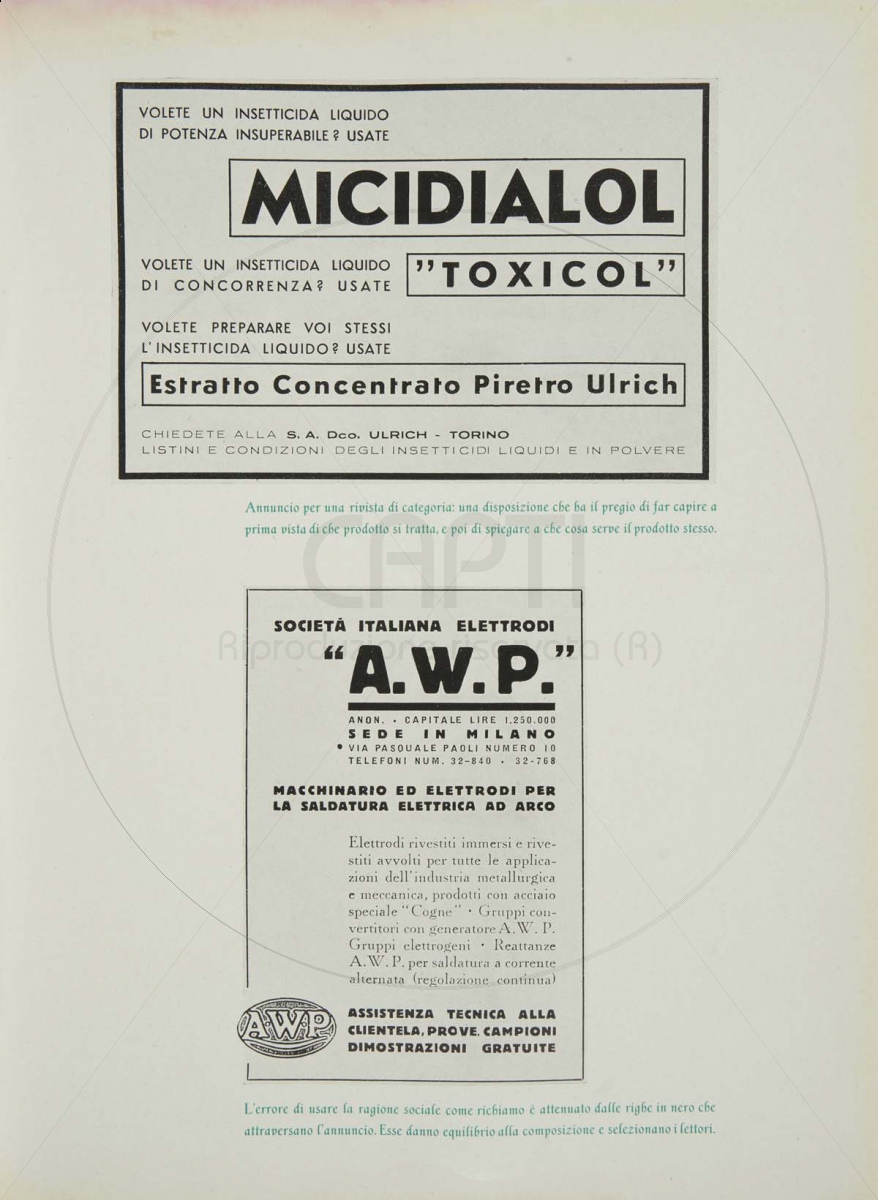 VOLETE UN INSETTICIDA LIQUIDO
DI POTENZA INSUPERABILE? USATE
MICIDIALOL
VOLETE UN INSETTICIDA LIQUIDO
DI CONCORRENZA? USATE
"TOXICOL"
VOLETE PREPARARE VOI STESSI
L'INSETTICIDA LIQUIDO? USATE
Estratto Concentrato Piretro Ulrich
CHIEDETE ALLA S. A. Dco. ULRICH - TORINO
LISTINI E CONDIZIONI DEGLI INSETTICIDI LIQUIDI E IN POLVERE
Annuncio per una rivista di categoria: una disposizione che ha il pregio di far capire a
prima vista di che prodotto si tratta, e poi di spiegare a che cosa serve il prodotto stesso.
CAPTI
Riproduzione riservata (R)
SOCIETÀ ITALIANA ELETTRODI
"A.W.P."
ANON. • CAPITALE LIRE 1.250.000
SEDE IN MILANO
• VIA PASQUALE PAOLI NUMERO 10
TELEFONI NUM. 32-840 • 32-768
MACCHINARIO ED ELETTRODI PER
LA SALDATURA ELETTRICA AD ARCO
Elettrodi rivestiti immersi e rive-
stiti avvolti per tutte le applica-
zioni dell'industria metallurgica
e meccanica, prodotti con acciaio
speciale "Cogne" • Gruppi con-
vertitori con generatore A.W. P.
Gruppi elettrogeni • Reattanze
A.W. P. per saldatura a corrente
alternata (regolazione continua)
A.W.P.
ASSISTENZA TECNICA ALLA
CLIENTELA, PROVE, CAMPIONI
DIMOSTRAZIONI GRATUITE
L'errore di usare la ragione sociale come richiamo è attenuato dalle righe in nero che
attraversano l'annuncio. Esse danno equilibrio alla composizione e selezionano i lettori.